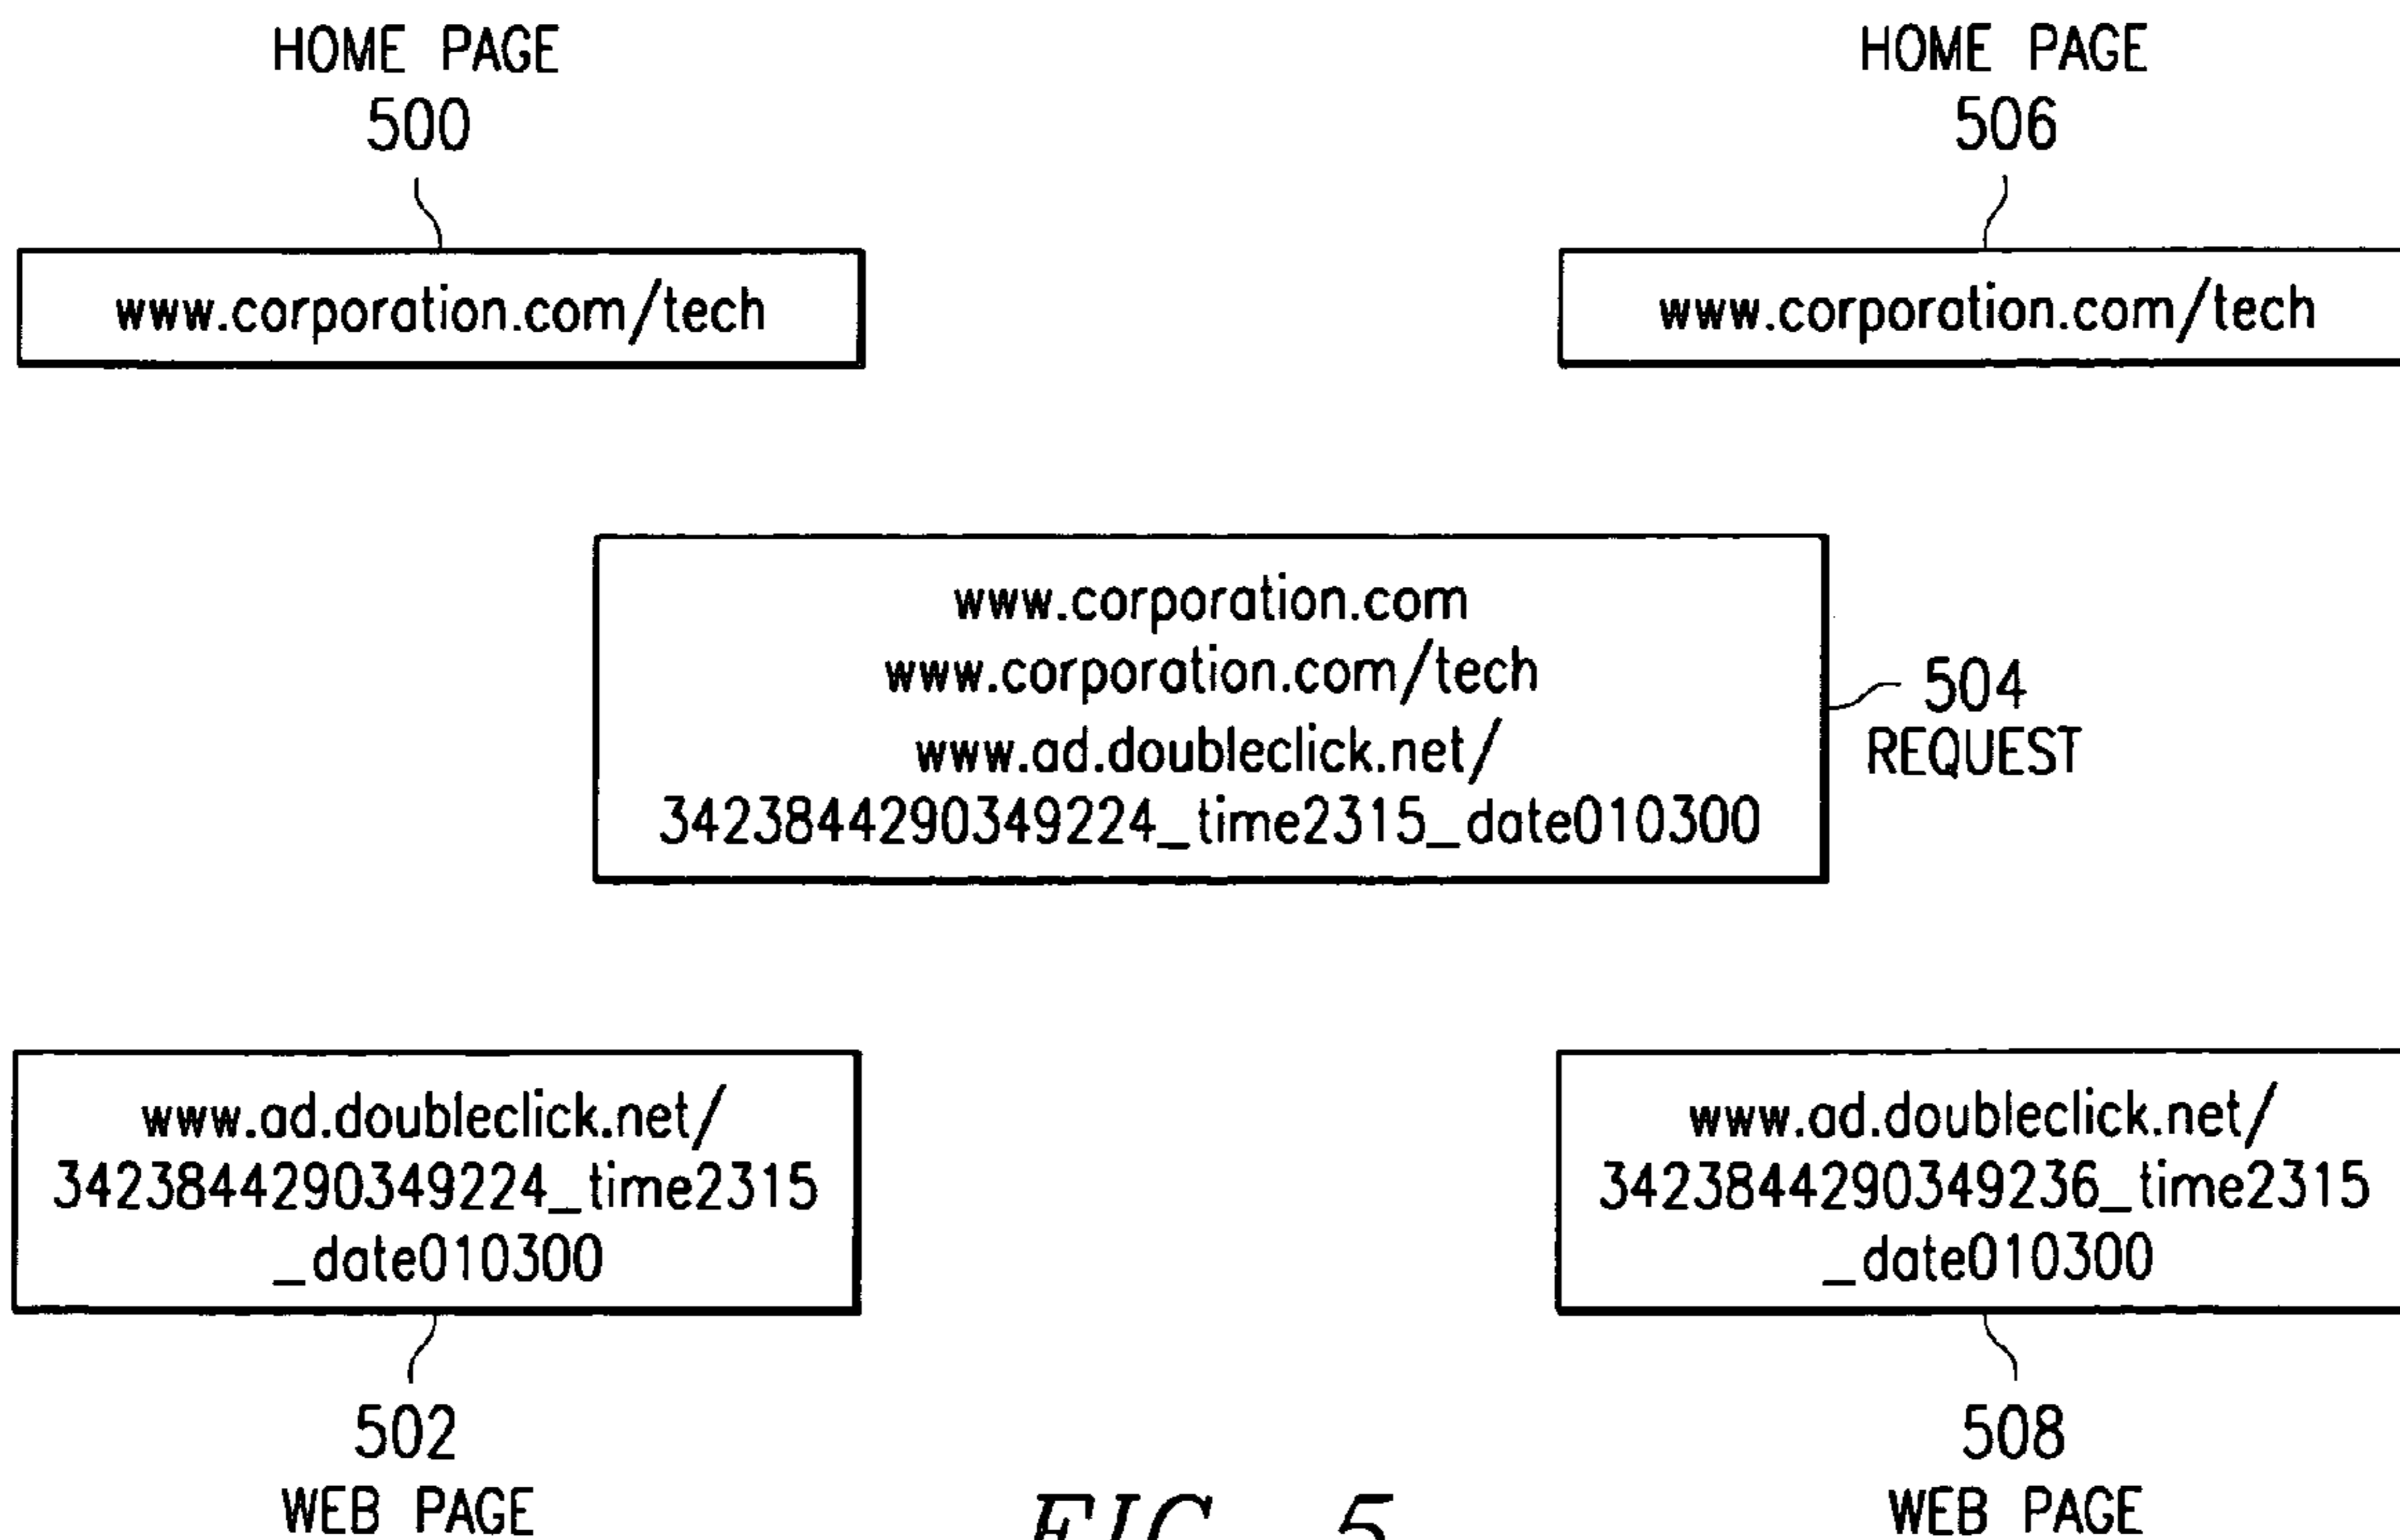 HOME PAGE
500
www.corporation.com/tech
HOME PAGE
506
www.corporation.com/tech
www.corporation.com
www.corporation.com/tech
www.ad.doubleclick.net/
3423844290349224_time2315_date010300
504
REQUEST
www.ad.doubleclick.net/
3423844290349224_time2315
_date010300
502
WEB PAGE
www.ad.doubleclick.net/
3423844290349236_time2315
_date010300
508
WEB PAGE
FIG. 5